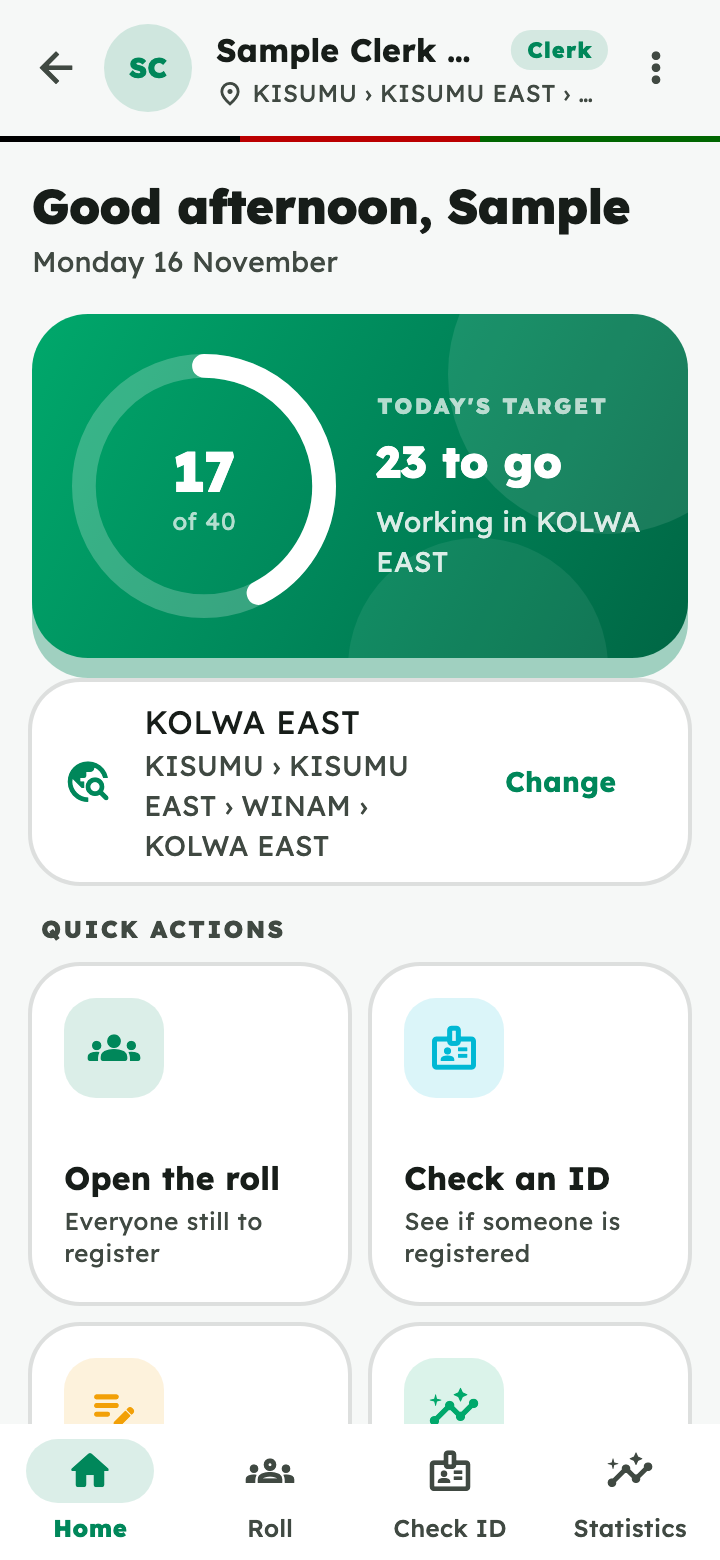 SC
Sample Clerk ...
Clerk
KISUMU › KISUMU EAST › ...
Good afternoon, Sample
Monday 16 November
17
of 40
TODAY'S TARGET
23 to go
Working in KOLWA
EAST
KOLWA EAST
KISUMU › KISUMU
EAST › WINAM ›
KOLWA EAST
Change
QUICK ACTIONS
Open the roll
Everyone still to
register
Check an ID
See if someone is
registered
Home
Roll
Check ID
Statistics